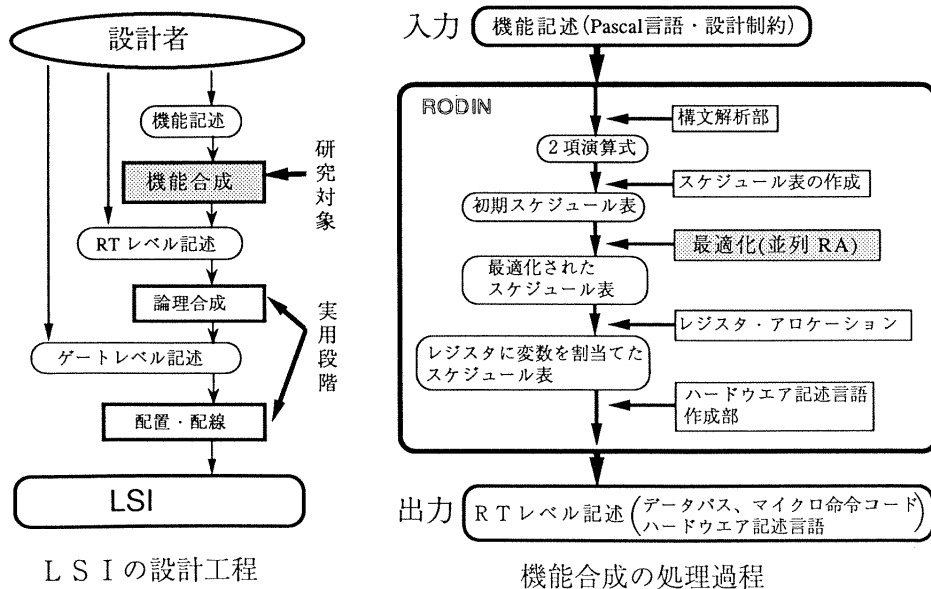 設計者
機能記述
機能合成
研究対象
RTレベル記述
論理合成
実用段階
ゲートレベル記述
配置・配線
LSI
LSIの設計工程
入力
機能記述(Pascal言語・設計制約)
RODIN
構文解析部
2項演算式
スケジュール表の作成
初期スケジュール表
最適化(並列 RA)
最適化された
スケジュール表
レジスタ・アロケーション
レジスタに変数を割当てた
スケジュール表
ハードウエア記述言語
作成部
出力
RTレベル記述
(データパス、マイクロ命令コード
ハードウエア記述言語)
機能合成の処理過程